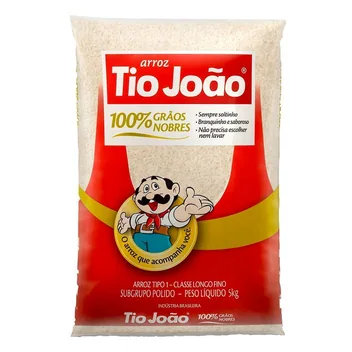 arroz
Tio João®
100% GRÃOS NOBRES
• Sempre soltinho
• Branquinho e saboroso
• Não precisa escolher
nem lavar
O arroz que acompanha você
ARROZ TIPO 1 - CLASSE LONGO FINO
SUBGRUPO POLIDO - PESO LÍQUIDO 5kg
INDÚSTRIA BRASILEIRA
Tio João® 100% GRÃOS NOBRES